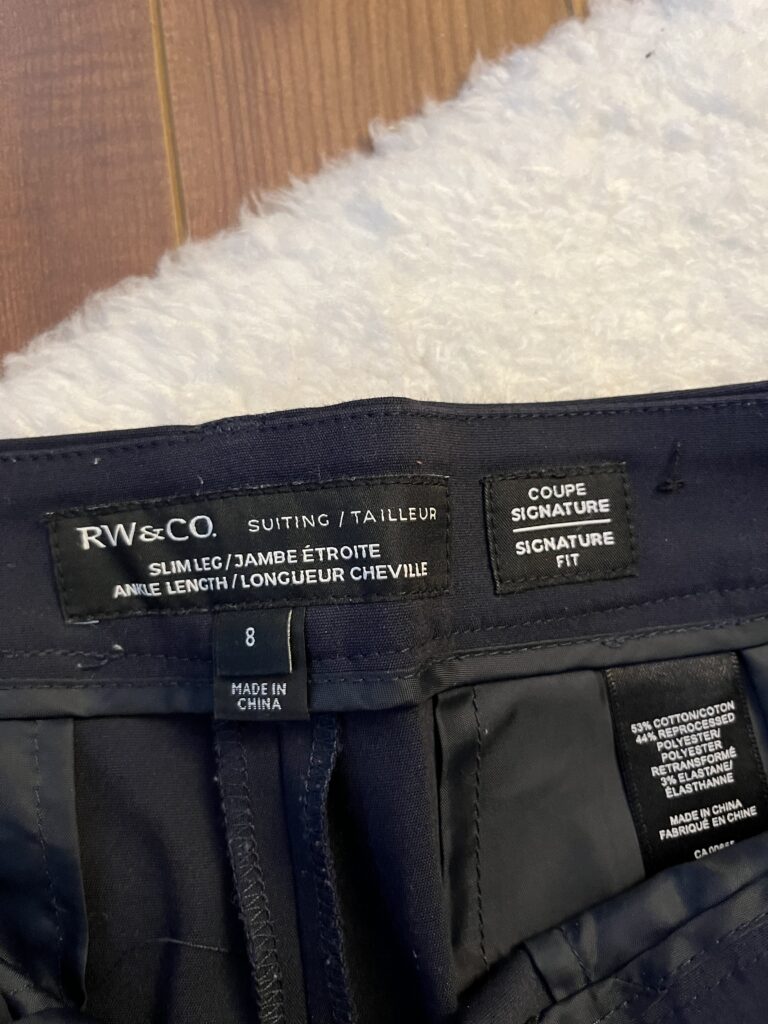 RW&CO. SUITING / TAILLEUR
SLIM LEG / JAMBE ÉTROITE
ANKLE LENGTH / LONGUEUR CHEVILLE
COUPE
SIGNATURE
SIGNATURE
FIT
8
MADE IN
CHINA
53% COTTON/COTON
44% REPROCESSED
POLYESTER/
POLYESTER
RETRANSFORMÉ
3% ELASTANE/
ÉLASTHANNE
MADE IN CHINA
FABRIQUÉ EN CHINE